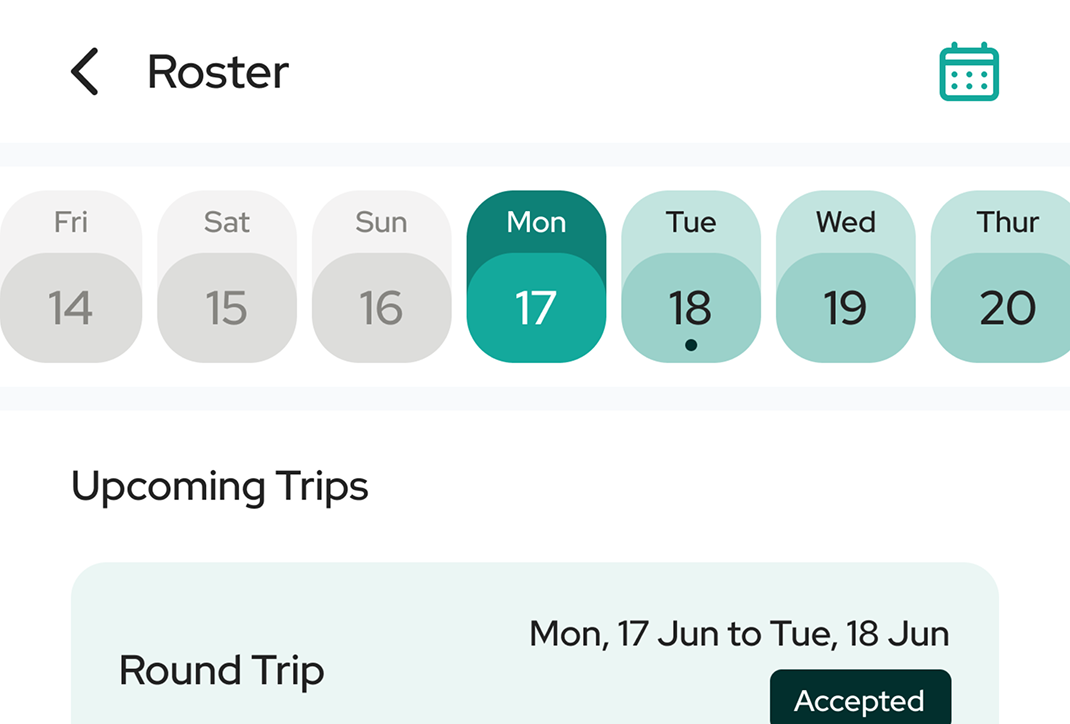 Roster
Fri Sat Sun Mon Tue Wed Thur
14 15 16 17 18 19 20
Upcoming Trips
Mon, 17 Jun to Tue, 18 Jun
Round Trip
Accepted